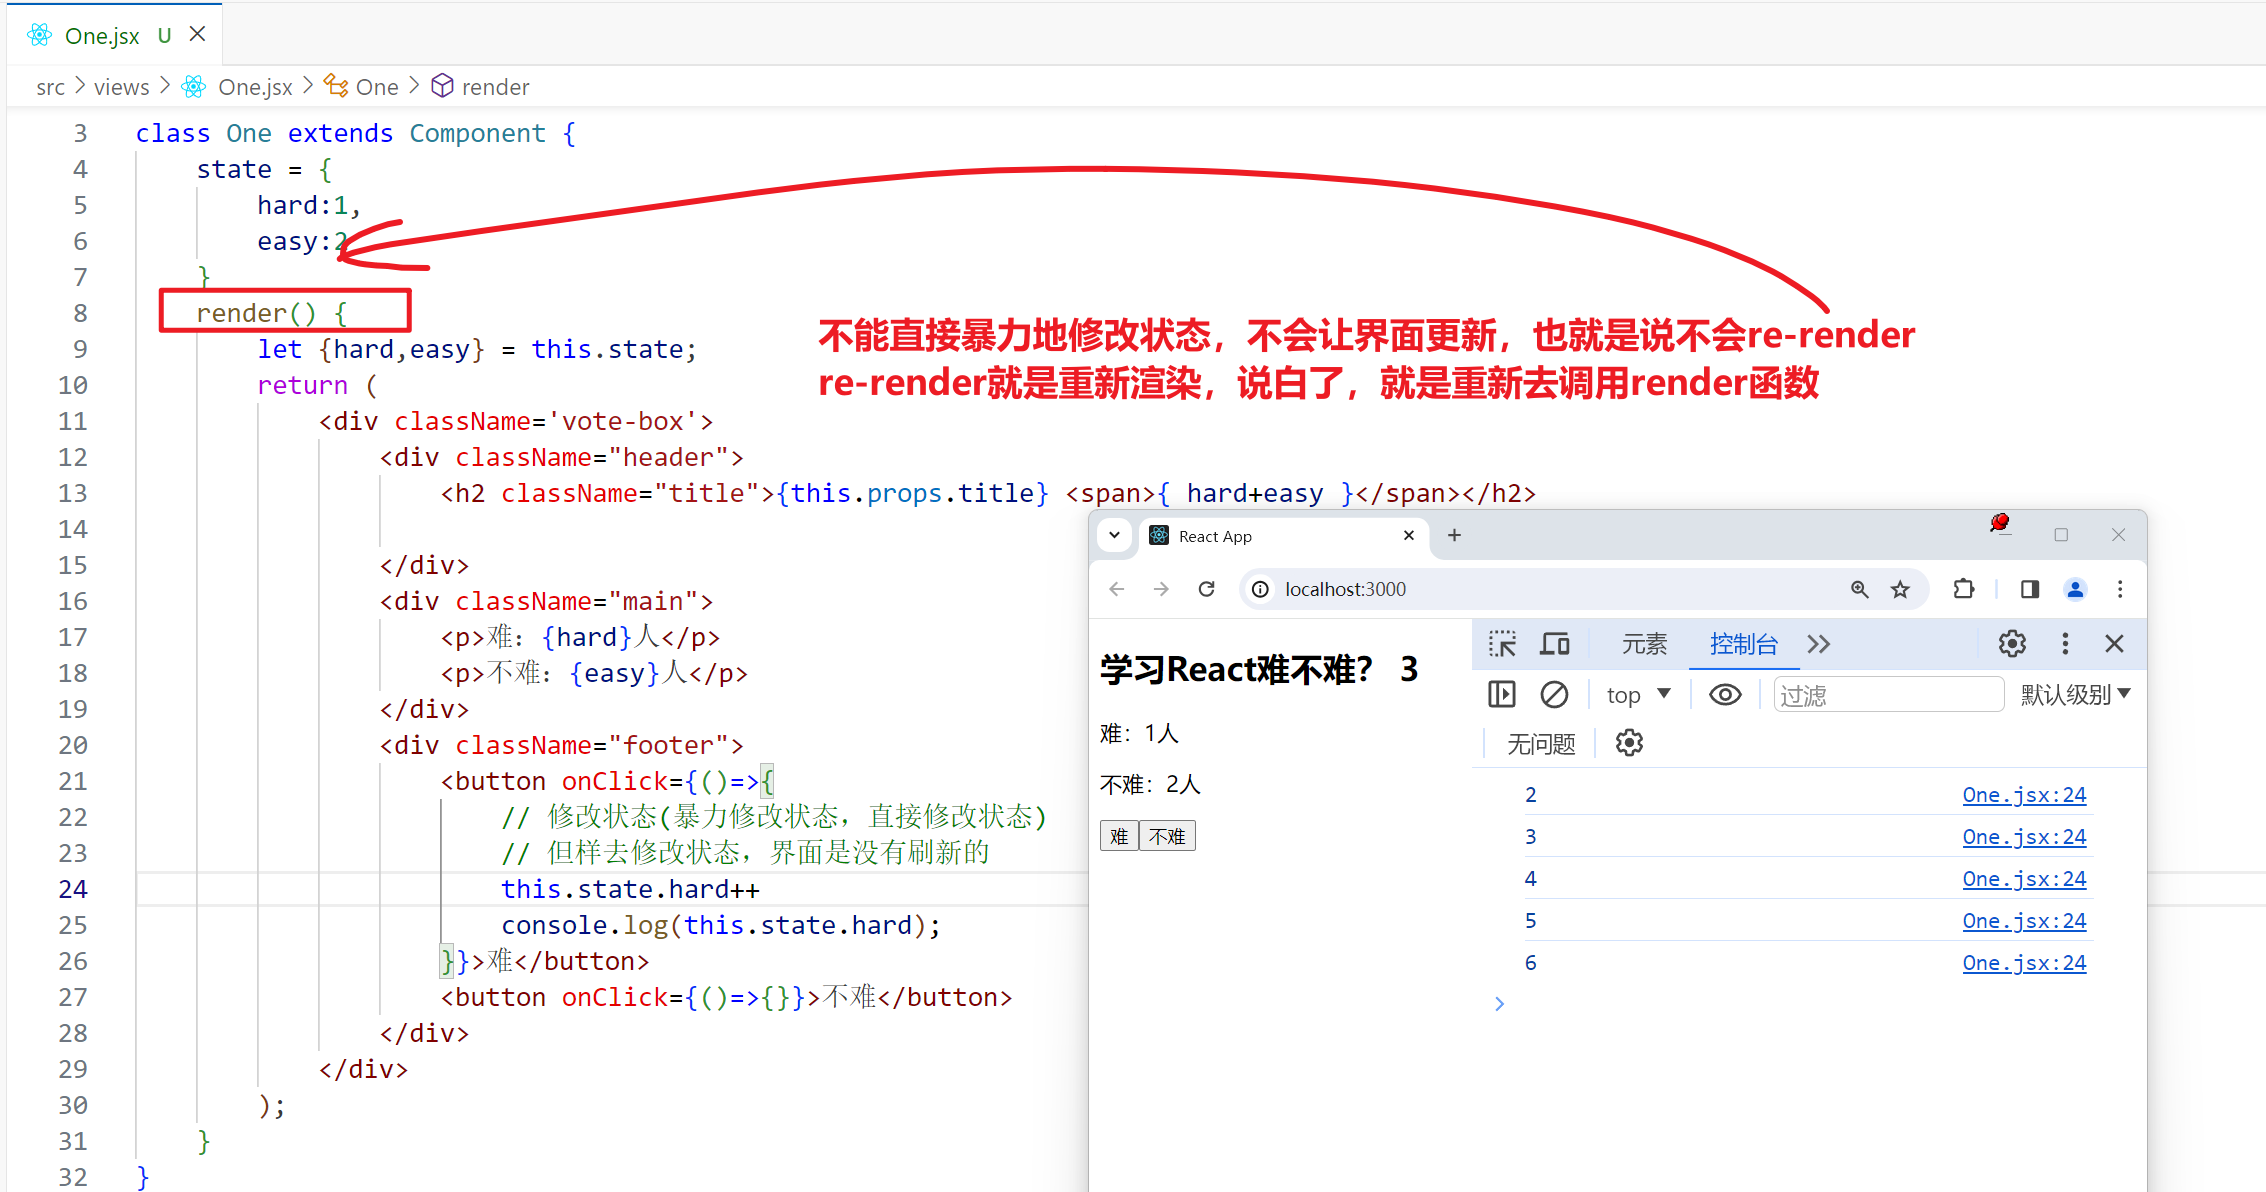 One.jsx U
src > views > One.jsx > One > render
3 class One extends Component {
4 state = {
5 hard:1,
6 easy:2
7 }
8 render() {
9 let {hard,easy} = this.state;
10 return (
11 <div className='vote-box'>
12 <div className="header">
13 <h2 className="title">{this.props.title} <span>{ hard+easy }</span></h2>
14
15 </div>
16 <div className="main">
17 <p>难：{hard}人</p>
18 <p>不难：{easy}人</p>
19 </div>
20 <div className="footer">
21 <button onClick={()=>{
22 // 修改状态(暴力修改状态，直接修改状态)
23 // 但样去修改状态，界面是没有刷新的
24 this.state.hard++
25 console.log(this.state.hard);
26 }}>难</button>
27 <button onClick={()=>{}}>不难</button>
28 </div>
29 </div>
30 );
31 }
32 }
不能直接暴力地修改状态，不会让界面更新，也就是说不会re-render
re-render就是重新渲染，说白了，就是重新去调用render函数
React App
localhost:3000
学习React难不难？ 3
难：1人
不难：2人
难 不难
元素 控制台
top 过滤 默认级别
无问题
2 One.jsx:24
3 One.jsx:24
4 One.jsx:24
5 One.jsx:24
6 One.jsx:24